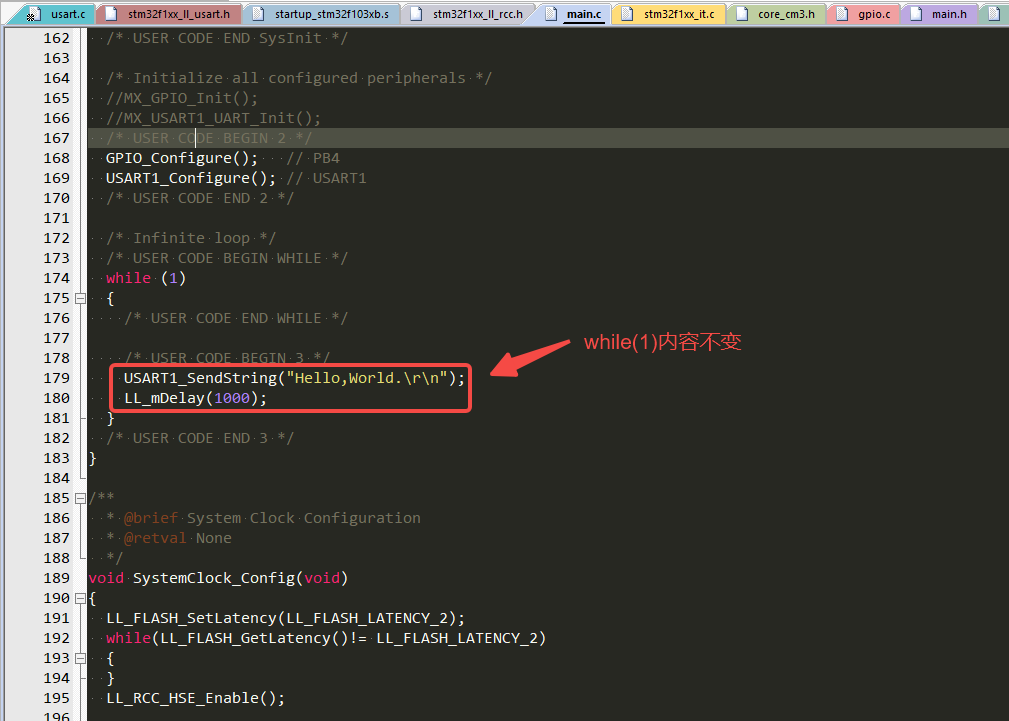 usart.c stm32f1xx_ll_usart.h startup_stm32f103xb.s stm32f1xx_ll_rcc.h main.c stm32f1xx_it.c core_cm3.h gpio.c main.h
162 /* USER CODE END SysInit */
163
164 /* Initialize all configured peripherals */
165 //MX_GPIO_Init();
166 //MX_USART1_UART_Init();
167 /* USER CODE BEGIN 2 */
168 GPIO_Configure(); // PB4
169 USART1_Configure(); // USART1
170 /* USER CODE END 2 */
171
172 /* Infinite loop */
173 /* USER CODE BEGIN WHILE */
174 while (1)
175 {
176 /* USER CODE END WHILE */
177
while(1)内容不变
178 /* USER CODE BEGIN 3 */
179 USART1_SendString("Hello,World.\r\n");
180 LL_mDelay(1000);
181 }
182 /* USER CODE END 3 */
183 }
184
185 /**
186 * @brief System Clock Configuration
187 * @retval None
188 */
189 void SystemClock_Config(void)
190 {
191 LL_FLASH_SetLatency(LL_FLASH_LATENCY_2);
192 while(LL_FLASH_GetLatency()!= LL_FLASH_LATENCY_2)
193 {
194 }
195 LL_RCC_HSE_Enable();
196